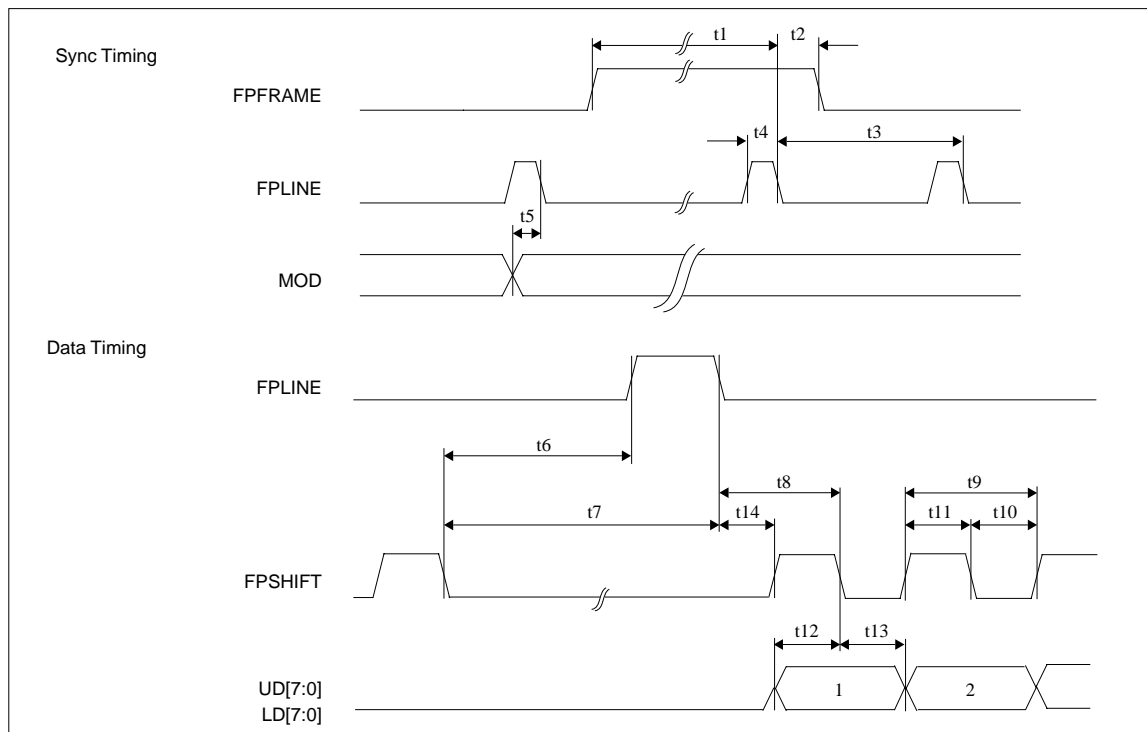 Sync Timing
t1 t2
FPFRAME
t4 t3
FPLINE
t5
MOD
Data Timing
FPLINE
t6
t8 t9
t7 t14 t11 t10
FPSHIFT
t12 t13
UD[7:0] 1 2
LD[7:0]